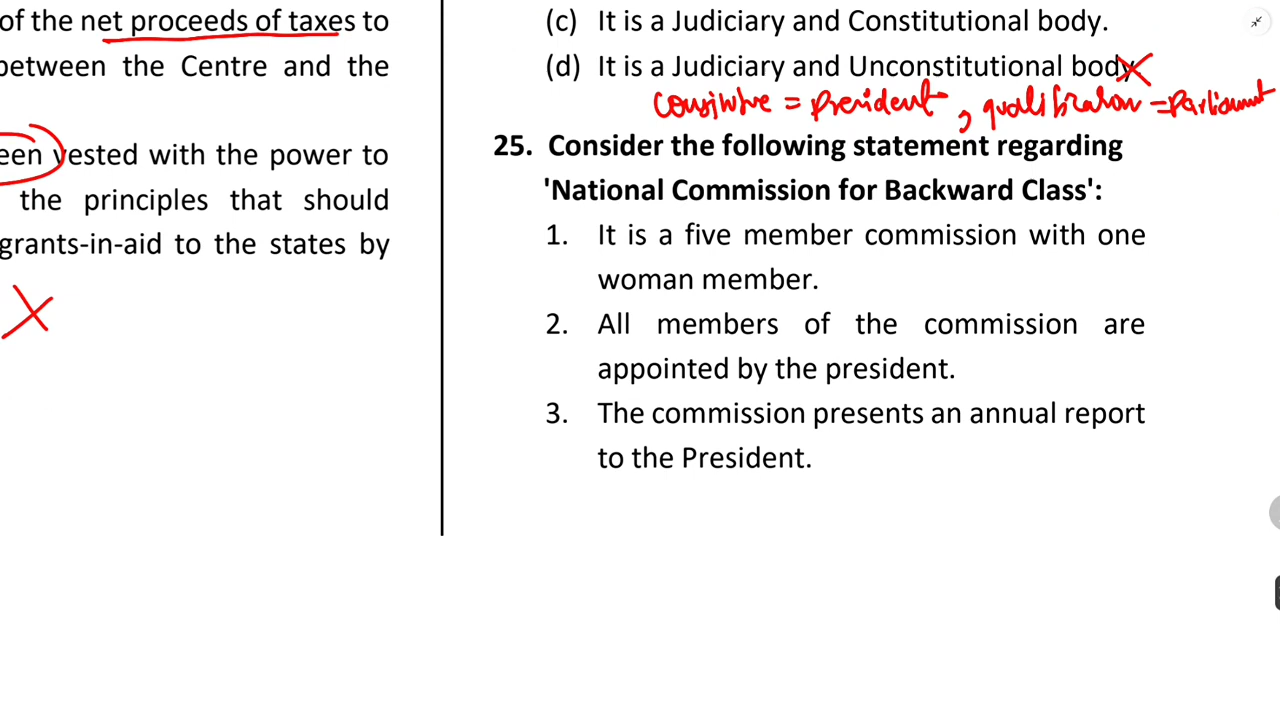 of the net proceeds of taxes to
between the Centre and the
een vested with the power to
the principles that should
grants-in-aid to the states by
(c) It is a Judiciary and Constitutional body.
(d) It is a Judiciary and Unconstitutional body
= President, qualification - Parliament
25. Consider the following statement regarding
'National Commission for Backward Class':
1. It is a five member commission with one
woman member.
2. All members of the commission are
appointed by the president.
3. The commission presents an annual report
to the President.